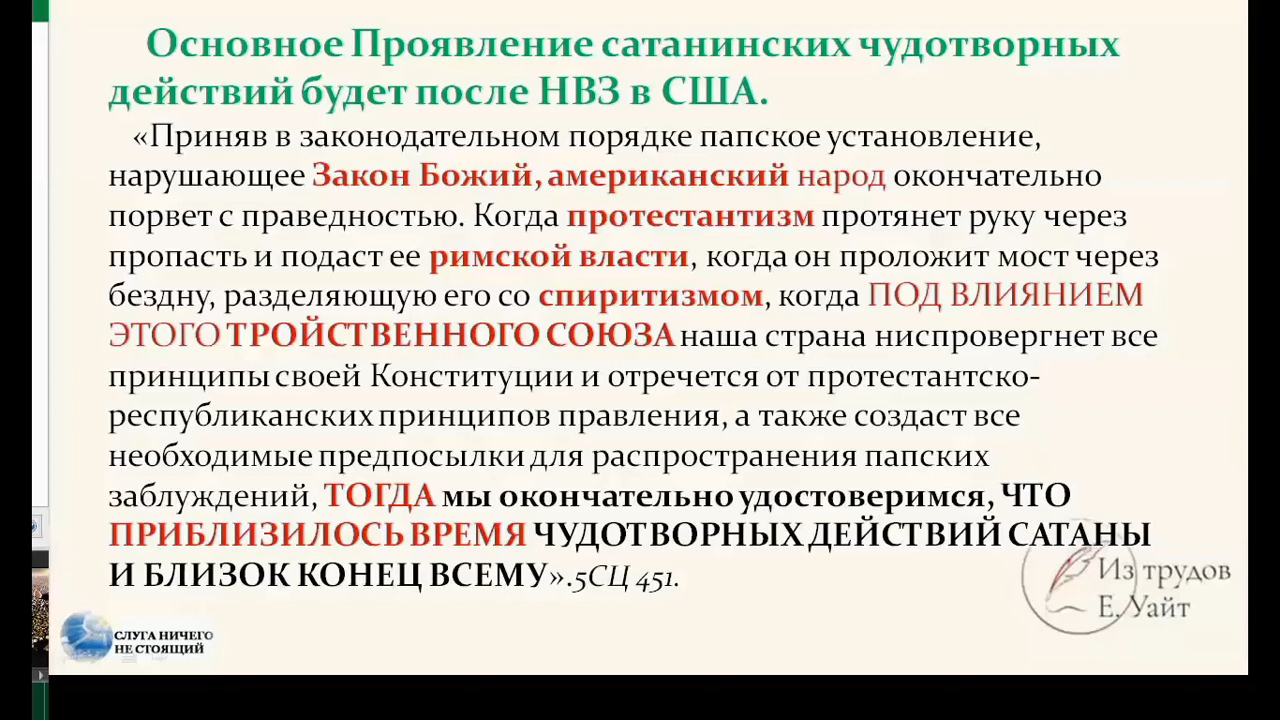 Основное Проявление сатанинских чудотворных
действий будет после НВЗ в США.
«Приняв в законодательном порядке папское установление,
нарушающее Закон Божий, американский народ окончательно
порвет с праведностью. Когда протестантизм протянет руку через
пропасть и подаст ее римской власти, когда он проложит мост через
бездну, разделяющую его со спиритизмом, когда ПОД ВЛИЯНИЕМ
ЭТОГО ТРОЙСТВЕННОГО СОЮЗА наша страна ниспровергнет все
принципы своей Конституции и отречется от протестантско-
республиканских принципов правления, а также создаст все
необходимые предпосылки для распространения папских
заблуждений, ТОГДА мы окончательно удостоверимся, ЧТО
ПРИБЛИЗИЛОСЬ ВРЕМЯ ЧУДОТВОРНЫХ ДЕЙСТВИЙ САТАНЫ
И БЛИЗОК КОНЕЦ ВСЕМУ».5СЦ 451.
Из трудов
Е. Уайт
СЛУГА НИЧЕГО
НЕ СТОЯЩИЙ